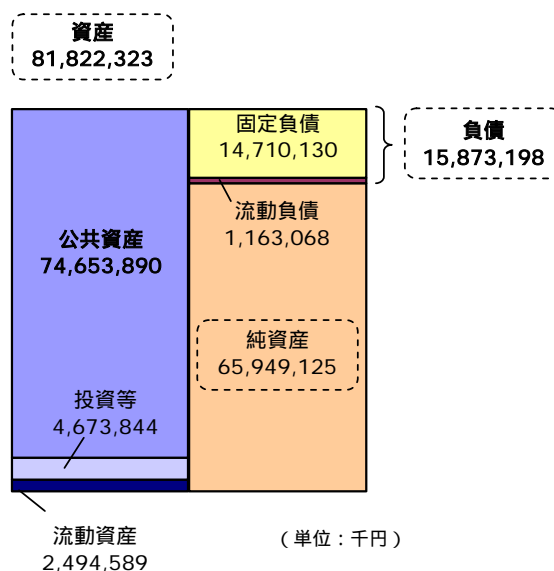 資産
81,822,323
固定負債
14,710,130
負債
15,873,198
流動負債
1,163,068
公共資産
74,653,890
純資産
65,949,125
投資等
4,673,844
流動資産
2,494,589
（単位：千円）